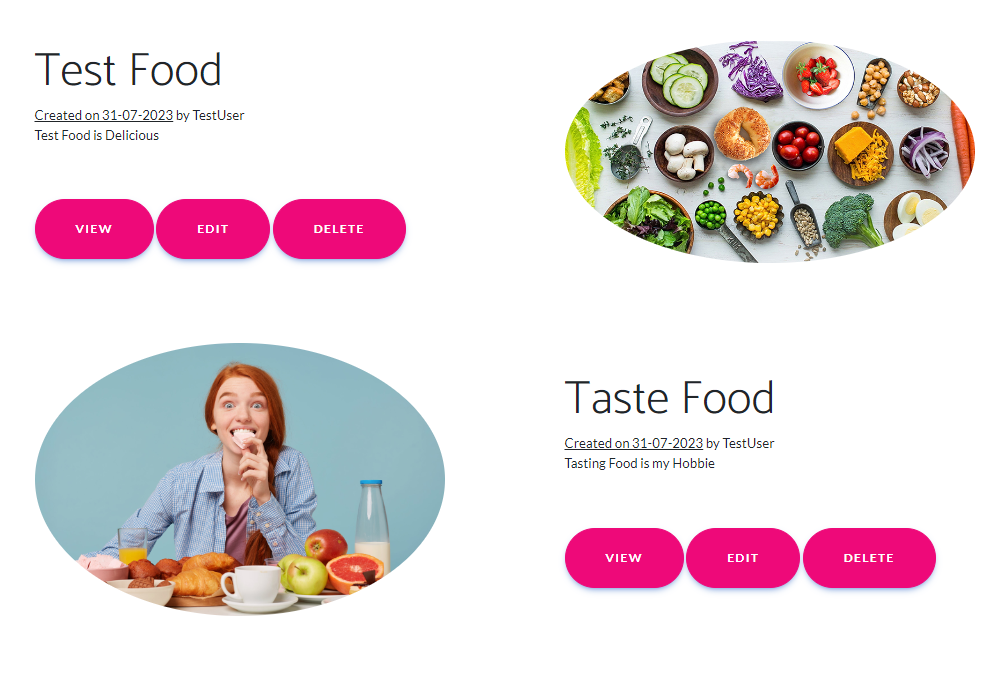 Test Food
Created on 31-07-2023 by TestUser
Test Food is Delicious
VIEW EDIT DELETE
Taste Food
Created on 31-07-2023 by TestUser
Tasting Food is my Hobbie
VIEW EDIT DELETE